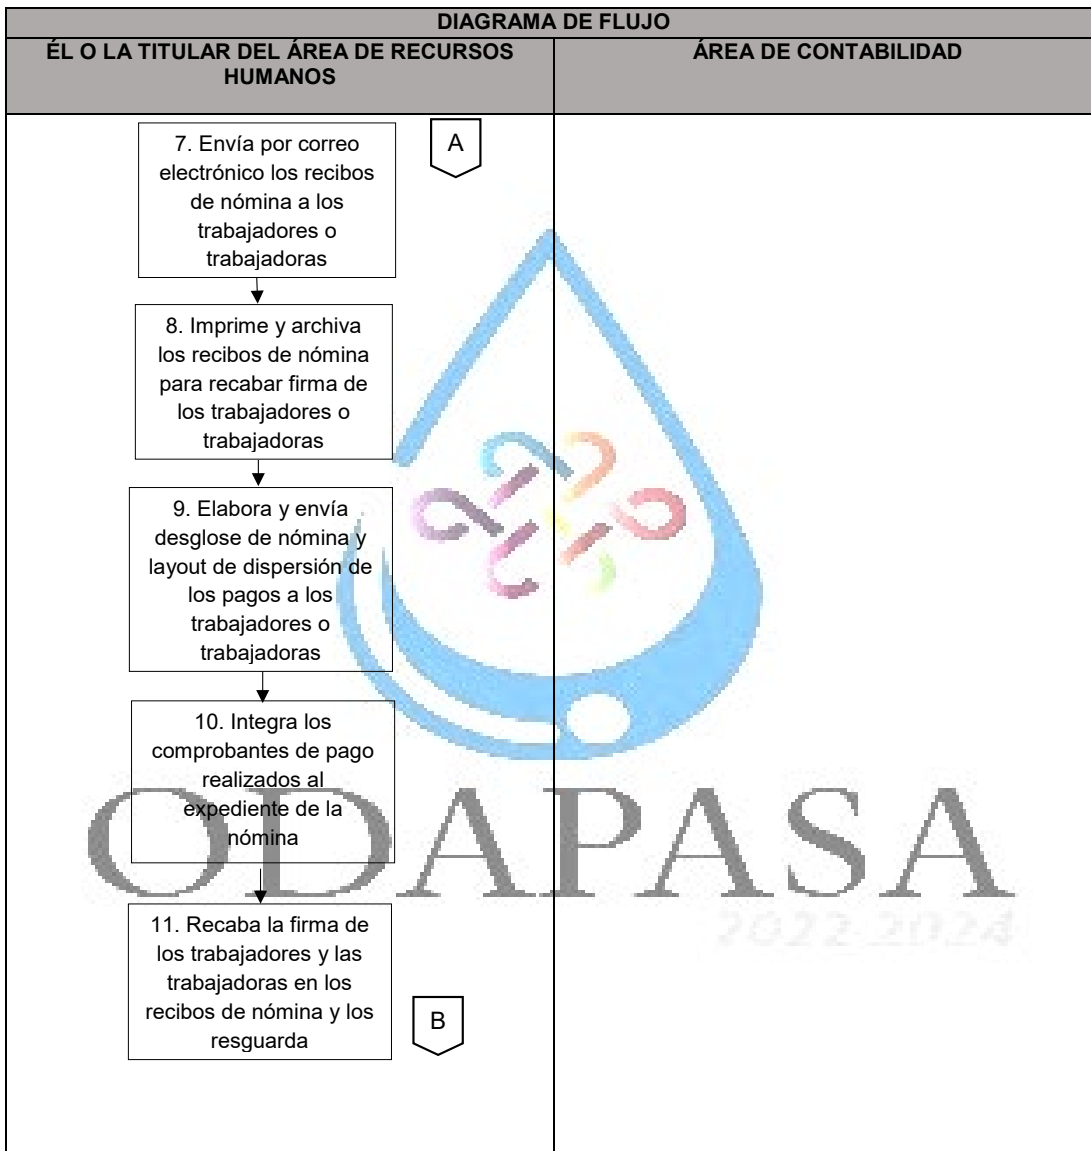 DIAGRAMA DE FLUJO
ÉL O LA TITULAR DEL ÁREA DE RECURSOS
HUMANOS
ÁREA DE CONTABILIDAD
7. Envía por correo
electrónico los recibos
de nómina a los
trabajadores o
trabajadoras
A
8. Imprime y archiva
los recibos de nómina
para recabar firma de
los trabajadores o
trabajadoras
9. Elabora y envía
desglose de nómina y
layout de dispersión de
los pagos a los
trabajadores o
trabajadoras
10. Integra los
comprobantes de pago
realizados al
expediente de la
nómina
ODAPASA
2022-2024
11. Recaba la firma de
los trabajadores y las
trabajadoras en los
recibos de nómina y los
resguarda
B